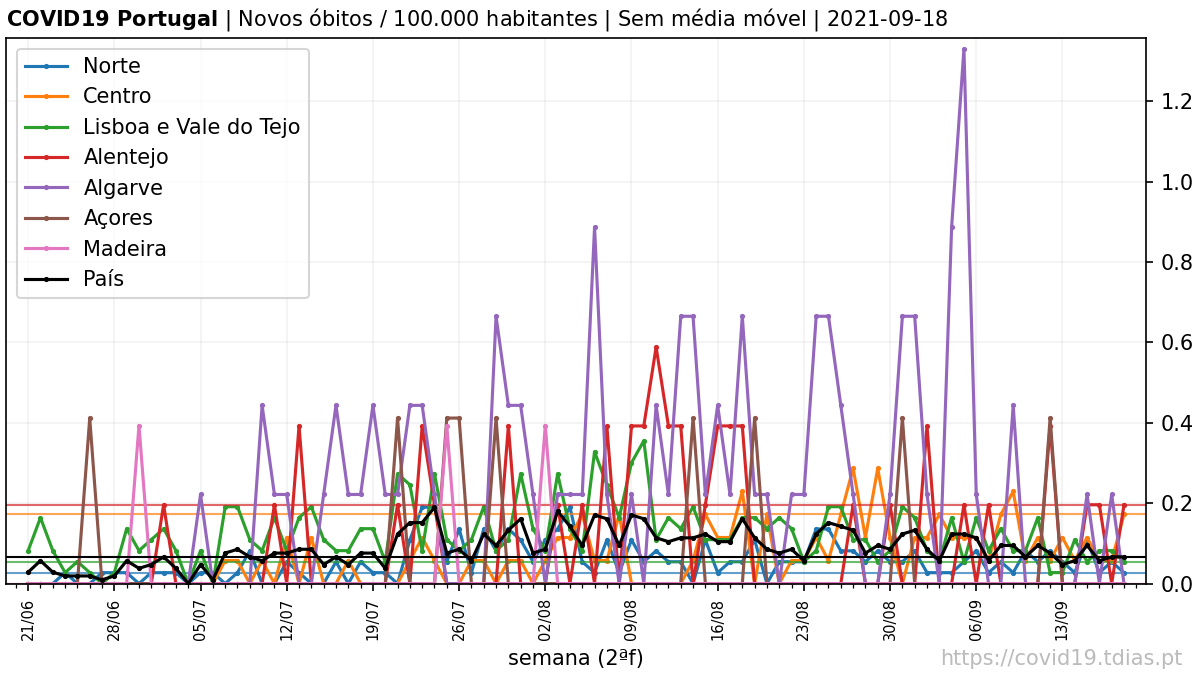 COVID19 Portugal | Novos óbitos / 100.000 habitantes | Sem média móvel | 2021-09-18
Norte
Centro
Lisboa e Vale do Tejo
Alentejo
Algarve
Açores
Madeira
País
1.2
1.0
0.8
0.6
0.4
0.2
0.0
21/06
28/06
05/07
12/07
19/07
26/07
02/08
09/08
16/08
23/08
30/08
06/09
13/09
semana (2ªf)
https://covid19.tdias.pt